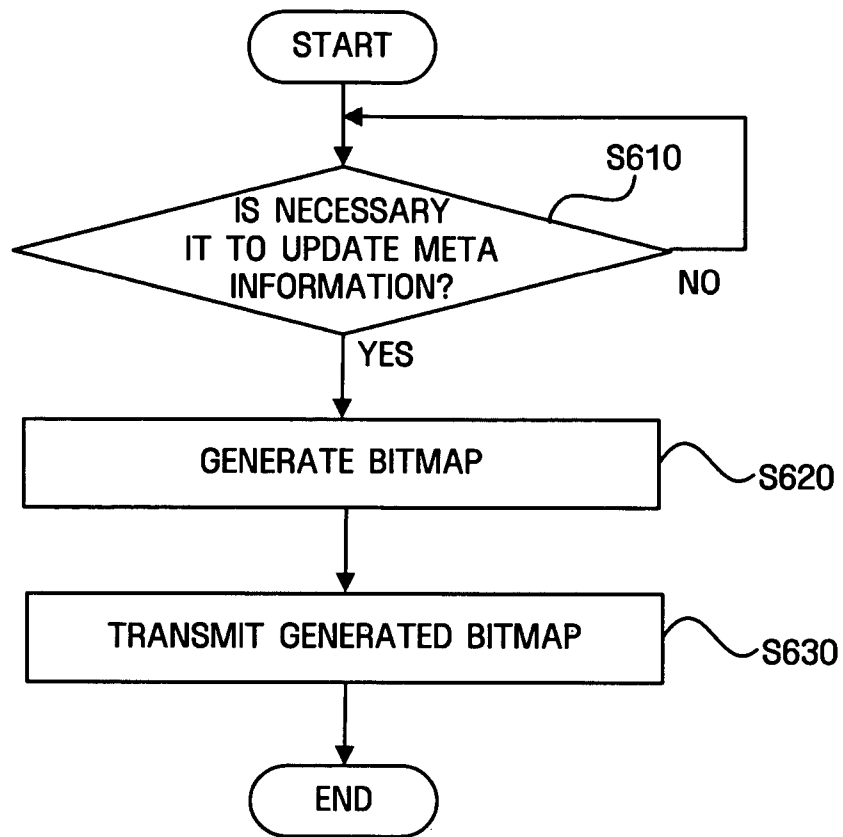 START
S610
IS NECESSARY
IT TO UPDATE META
INFORMATION?
NO
YES
GENERATE BITMAP
S620
TRANSMIT GENERATED BITMAP
S630
END